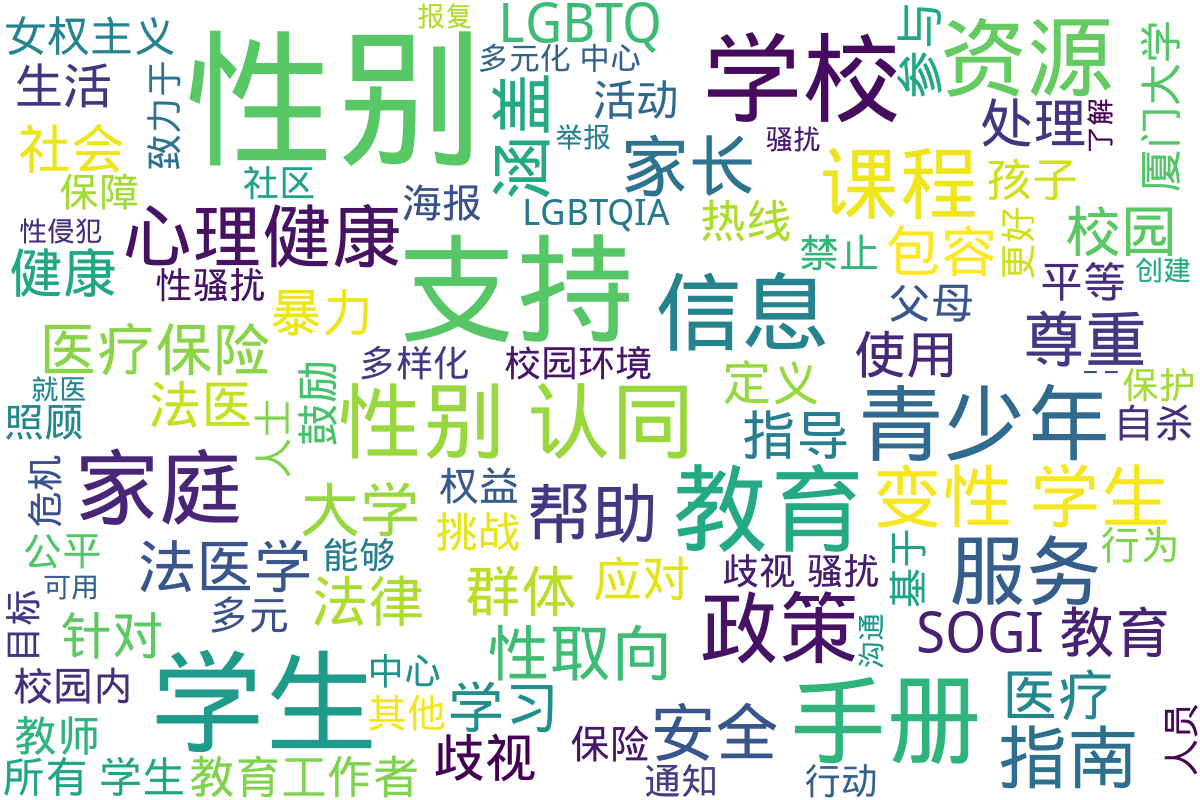 女权主义
报复
LGBTQ
多元化 中心
学校
参与
资源
厦门大学
生活
致力于
性别
涵盖
活动
处理
了解
社会
举报
骚扰
家长
课程
孩子
保障
社区
海报
LGBTQIA
热线
更好
校园
性侵犯
心理健康
禁止
包容
健康
性骚扰
支持
信息
平等
创建
暴力
父母
尊重
医疗保险
多样化
校园环境
使用
就医
定义
保护
照顾
法医
人士
鼓励
性别 认同
指导
青少年
自杀
危机
家庭
大学
权益
帮助
教育
变性 学生
挑战
公平
法医学
能够
歧视 骚扰
基于
服务
行为
可用
目标
多元
法律
群体
应对
针对
性取向
政策
沟通
SOGI 教育
校园内
学生
中心
其他
学习
安全
手册
医疗
人员
教师
歧视
保险
指南
所有 学生
教育工作者
通知
行动